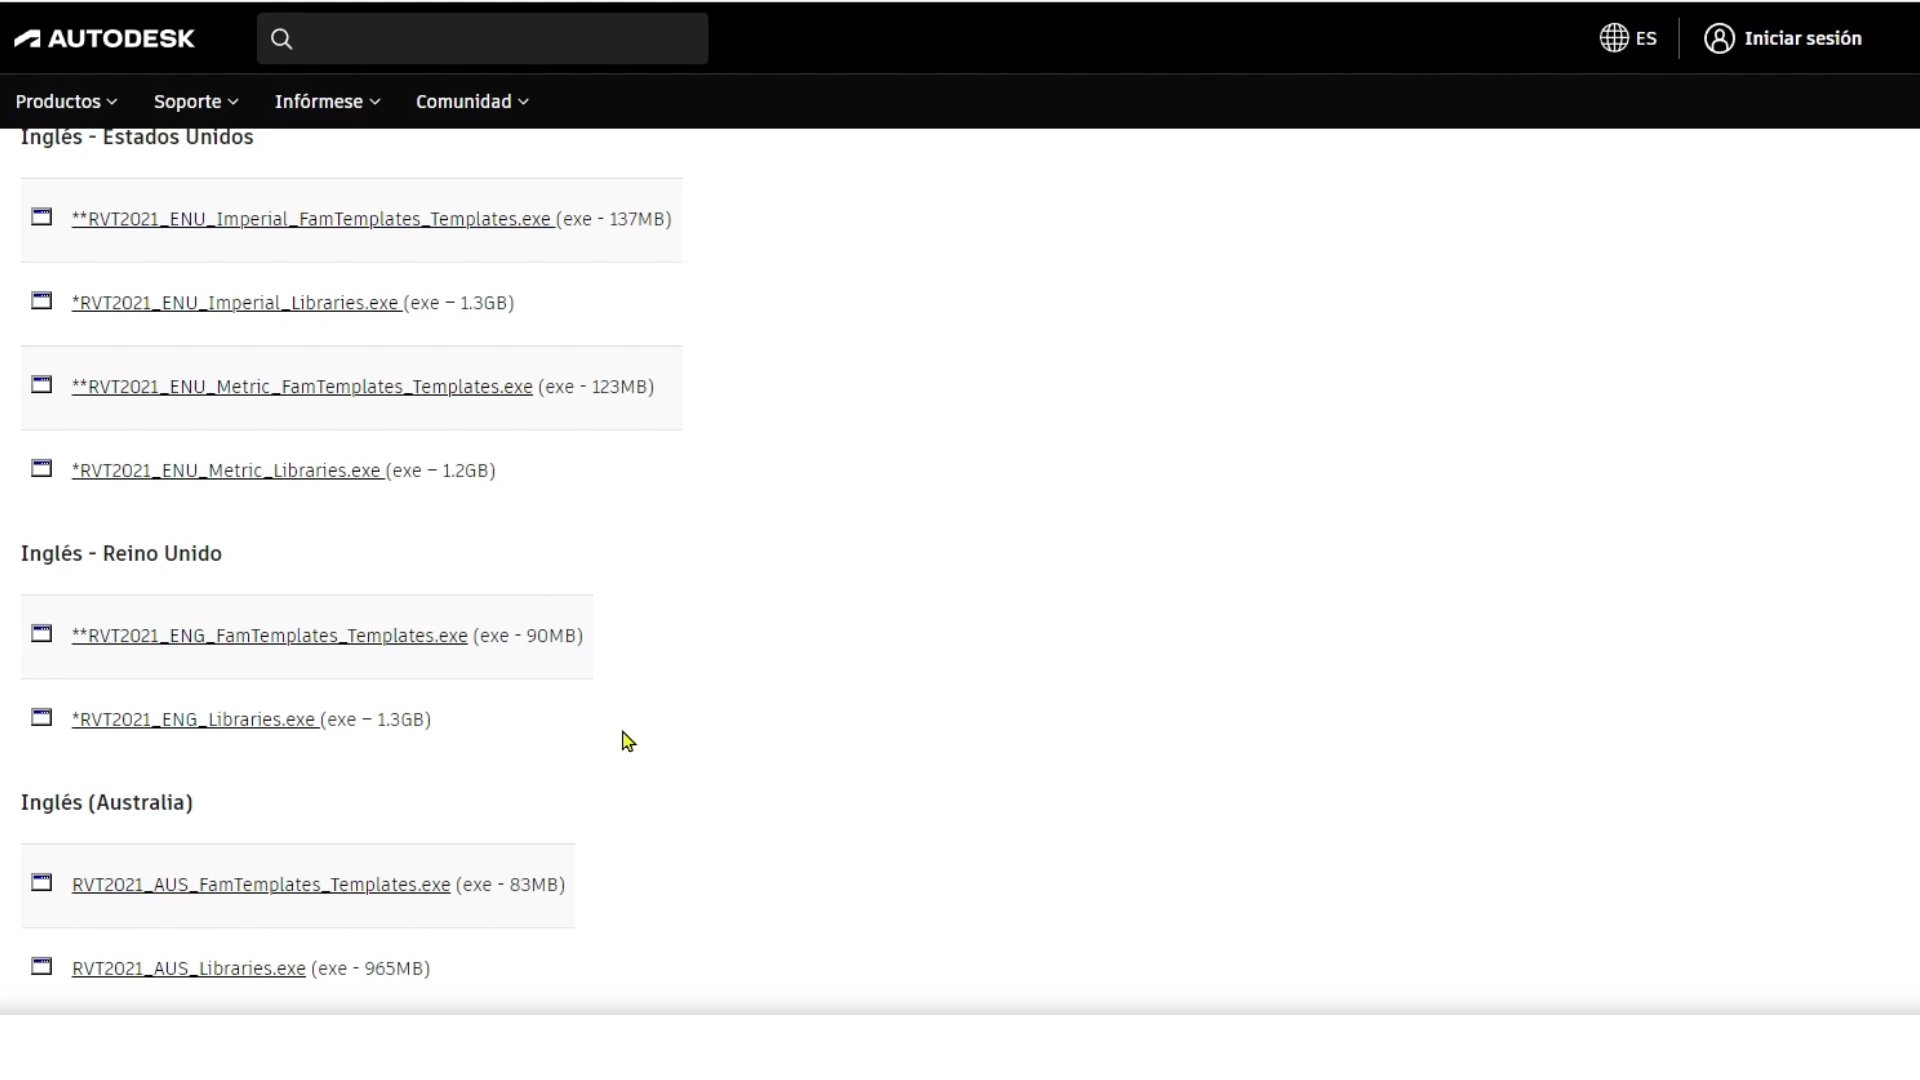 AUTODESK
ES
Iniciar sesión
Productos
Soporte
Infórmese
Comunidad
Inglés - Estados Unidos
**RVT2021_ENU_Imperial_FamTemplates_Templates.exe (exe - 137MB)
*RVT2021_ENU_Imperial_Libraries.exe (exe – 1.3GB)
**RVT2021_ENU_Metric_FamTemplates_Templates.exe (exe - 123MB)
*RVT2021_ENU_Metric_Libraries.exe (exe – 1.2GB)
Inglés - Reino Unido
**RVT2021_ENG_FamTemplates_Templates.exe (exe - 90MB)
*RVT2021_ENG_Libraries.exe (exe – 1.3GB)
Inglés (Australia)
RVT2021_AUS_FamTemplates_Templates.exe (exe - 83MB)
RVT2021_AUS_Libraries.exe (exe - 965MB)